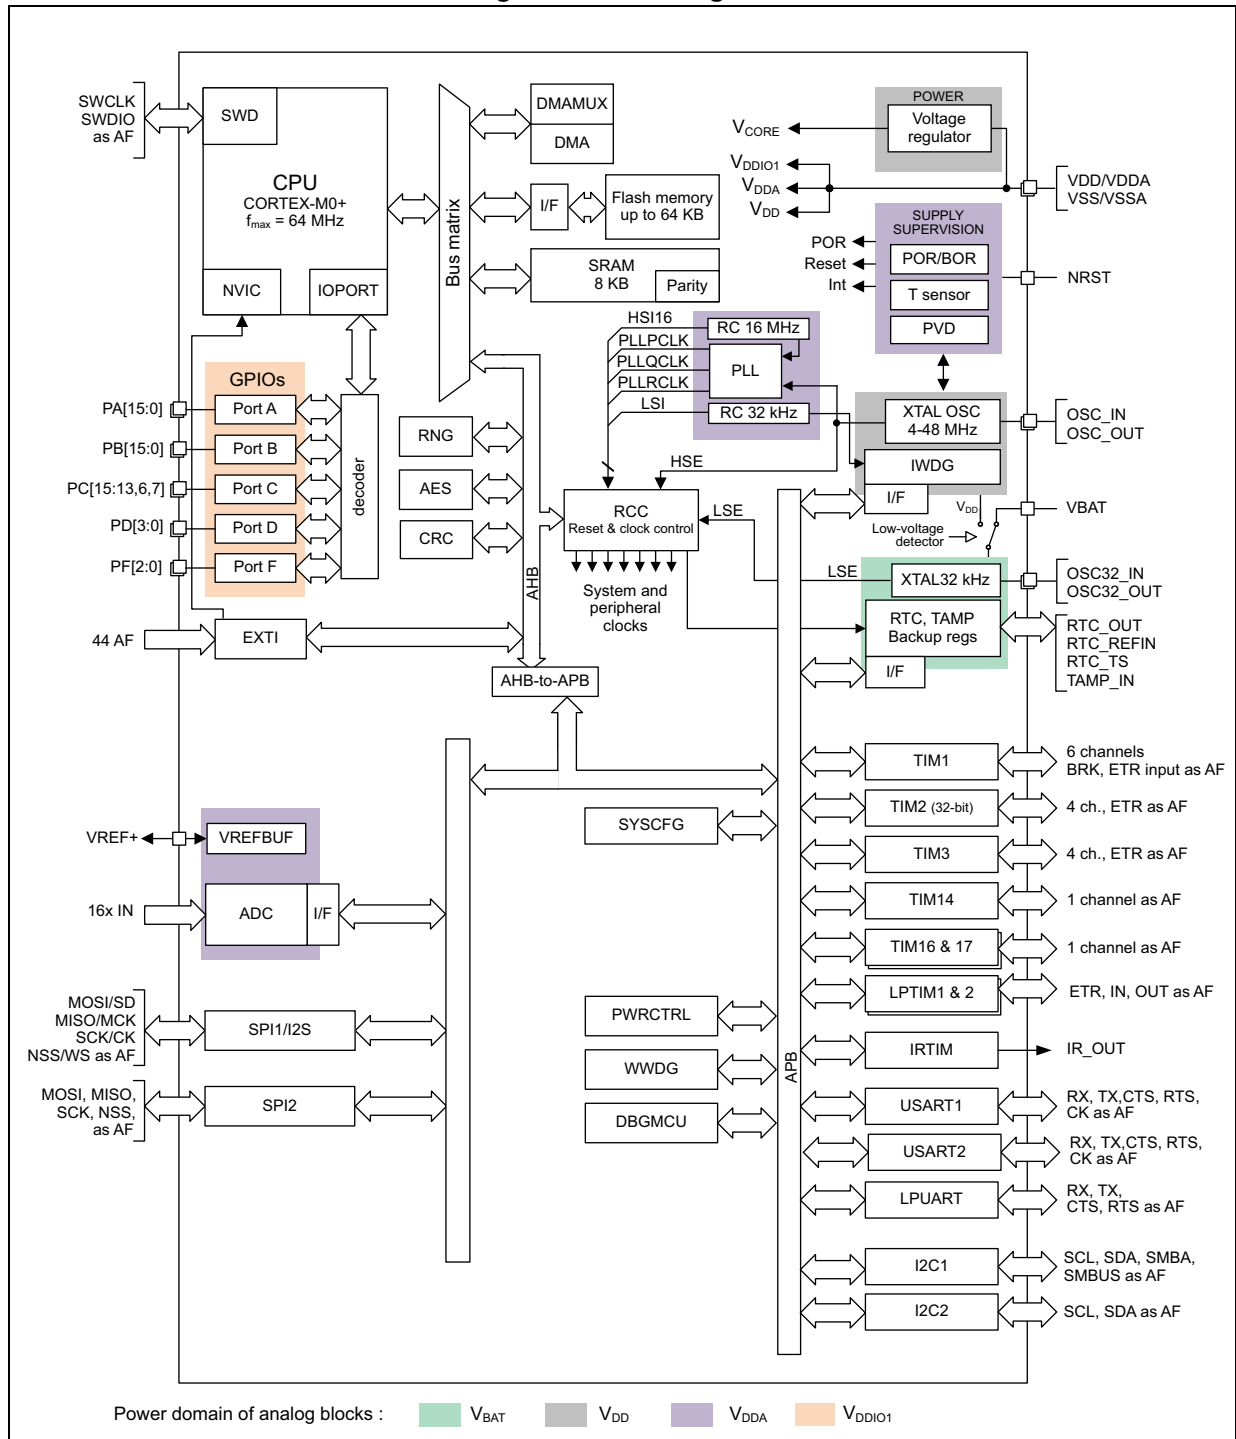 SWCLK
SWDIO
as AF
SWD
CPU
CORTEX-M0+
fmax = 64 MHz
NVIC
IOPORT
Bus matrix
DMAMUX
DMA
I/F
Flash memory
up to 64 KB
SRAM
8 KB
Parity
POWER
Voltage
regulator
VCORE
VDDIO1
VDDA
VDD
VDD/VDDA
VSS/VSSA
SUPPLY
SUPERVISION
POR
Reset
Int
POR/BOR
T sensor
PVD
NRST
HSI16
PLLPCLK
PLLQCLK
PLLRCLK
LSI
RC 16 MHz
PLL
RC 32 kHz
GPIOs
PA[15:0]
Port A
PB[15:0]
Port B
PC[15:13,6,7]
Port C
PD[3:0]
Port D
PF[2:0]
Port F
decoder
RNG
AES
CRC
AHB
HSE
XTAL OSC
4-48 MHz
OSC_IN
OSC_OUT
IWDG
I/F
RCC
Reset & clock control
LSE
VDD
VBAT
Low-voltage
detector
System and
peripheral
clocks
LSE
XTAL32 kHz
OSC32_IN
OSC32_OUT
RTC, TAMP
Backup regs
I/F
RTC_OUT
RTC_REFIN
RTC_TS
TAMP_IN
44 AF
EXTI
AHB-to-APB
TIM1
6 channels
BRK, ETR input as AF
TIM2 (32-bit)
4 ch., ETR as AF
SYSCFG
VREF+
VREFBUF
TIM3
4 ch., ETR as AF
16x IN
ADC
I/F
TIM14
1 channel as AF
TIM16 & 17
1 channel as AF
LPTIM1 & 2
ETR, IN, OUT as AF
MOSI/SD
MISO/MCK
SCK/CK
NSS/WS as AF
SPI1/I2S
PWRCTRL
IRTIM
IR_OUT
WWDG
APB
MOSI, MISO,
SCK, NSS,
as AF
SPI2
DBGMCU
USART1
RX, TX,CTS, RTS,
CK as AF
USART2
RX, TX,CTS, RTS,
CK as AF
LPUART
RX, TX,
CTS, RTS as AF
I2C1
SCL, SDA, SMBA,
SMBUS as AF
I2C2
SCL, SDA as AF
Power domain of analog blocks :
VBAT
VDD
VDDA
VDDIO1